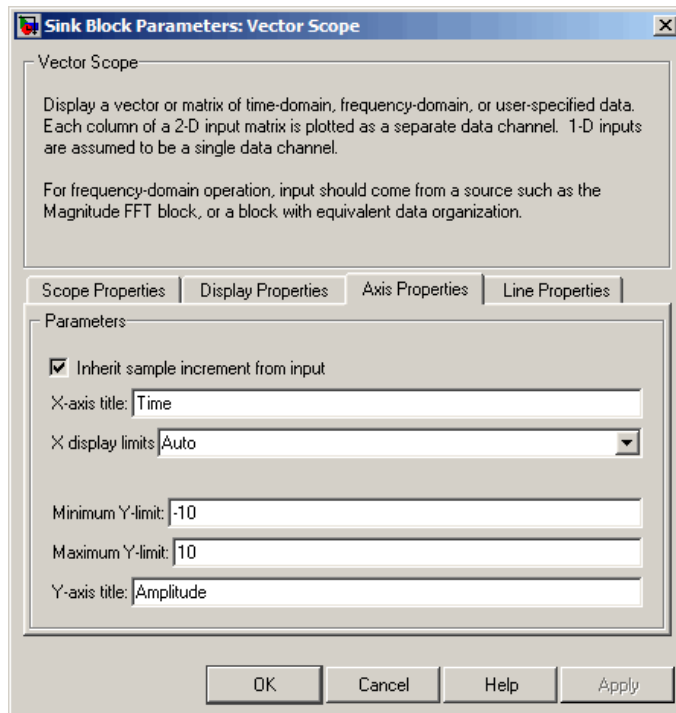 Sink Block Parameters: Vector Scope
Vector Scope
Display a vector or matrix of time-domain, frequency-domain, or user-specified data.
Each column of a 2-D input matrix is plotted as a separate data channel.  1-D inputs
are assumed to be a single data channel.
For frequency-domain operation, input should come from a source such as the
Magnitude FFT block, or a block with equivalent data organization.
Scope Properties Display Properties Axis Properties Line Properties
Parameters
Inherit sample increment from input
X-axis title: Time
X display limits Auto
Minimum Y-limit: -10
Maximum Y-limit: 10
Y-axis title: Amplitude
OK Cancel Help Apply